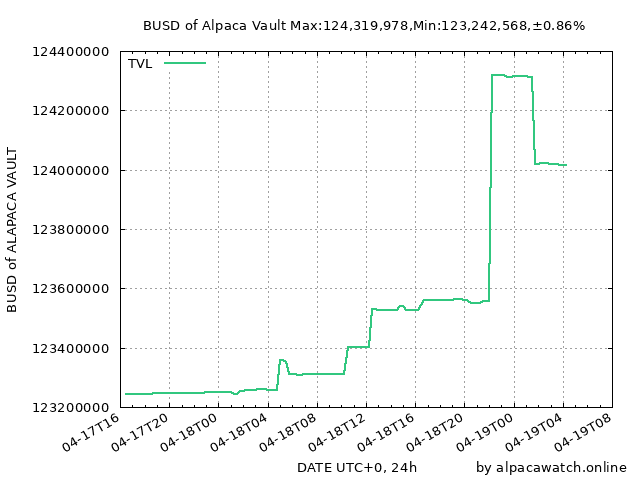 BUSD of Alpaca Vault Max:124,319,978,Min:123,242,568,±0.86%
TVL
124400000
124200000
124000000
123800000
123600000
123400000
123200000
BUSD of ALAPACA VAULT
04-17T16
04-17T20
04-18T00
04-18T04
04-18T08
04-18T12
04-18T16
04-18T20
04-19T00
04-19T04
04-19T08
DATE UTC+0, 24h
by alpacawatch.online